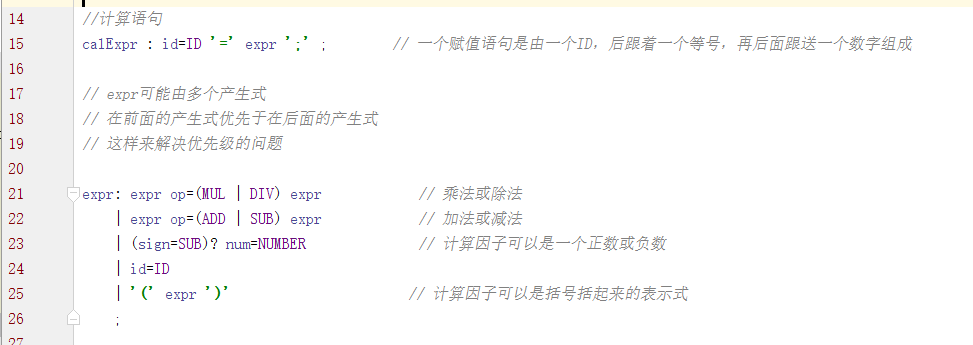 14 //计算语句
15 calExpr : id=ID '=' expr ';' ; // 一个赋值语句是由一个ID，后跟着一个等号，再后面跟送一个数字组成
16
17 // expr可能由多个产生式
18 // 在前面的产生式优先于在后面的产生式
19 // 这样来解决优先级的问题
20
21 expr: expr op=(MUL | DIV) expr // 乘法或除法
22 | expr op=(ADD | SUB) expr // 加法或减法
23 | (sign=SUB)? num=NUMBER // 计算因子可以是一个正数或负数
24 | id=ID
25 | '(' expr ')' // 计算因子可以是括号括起来的表示式
26 ;
27